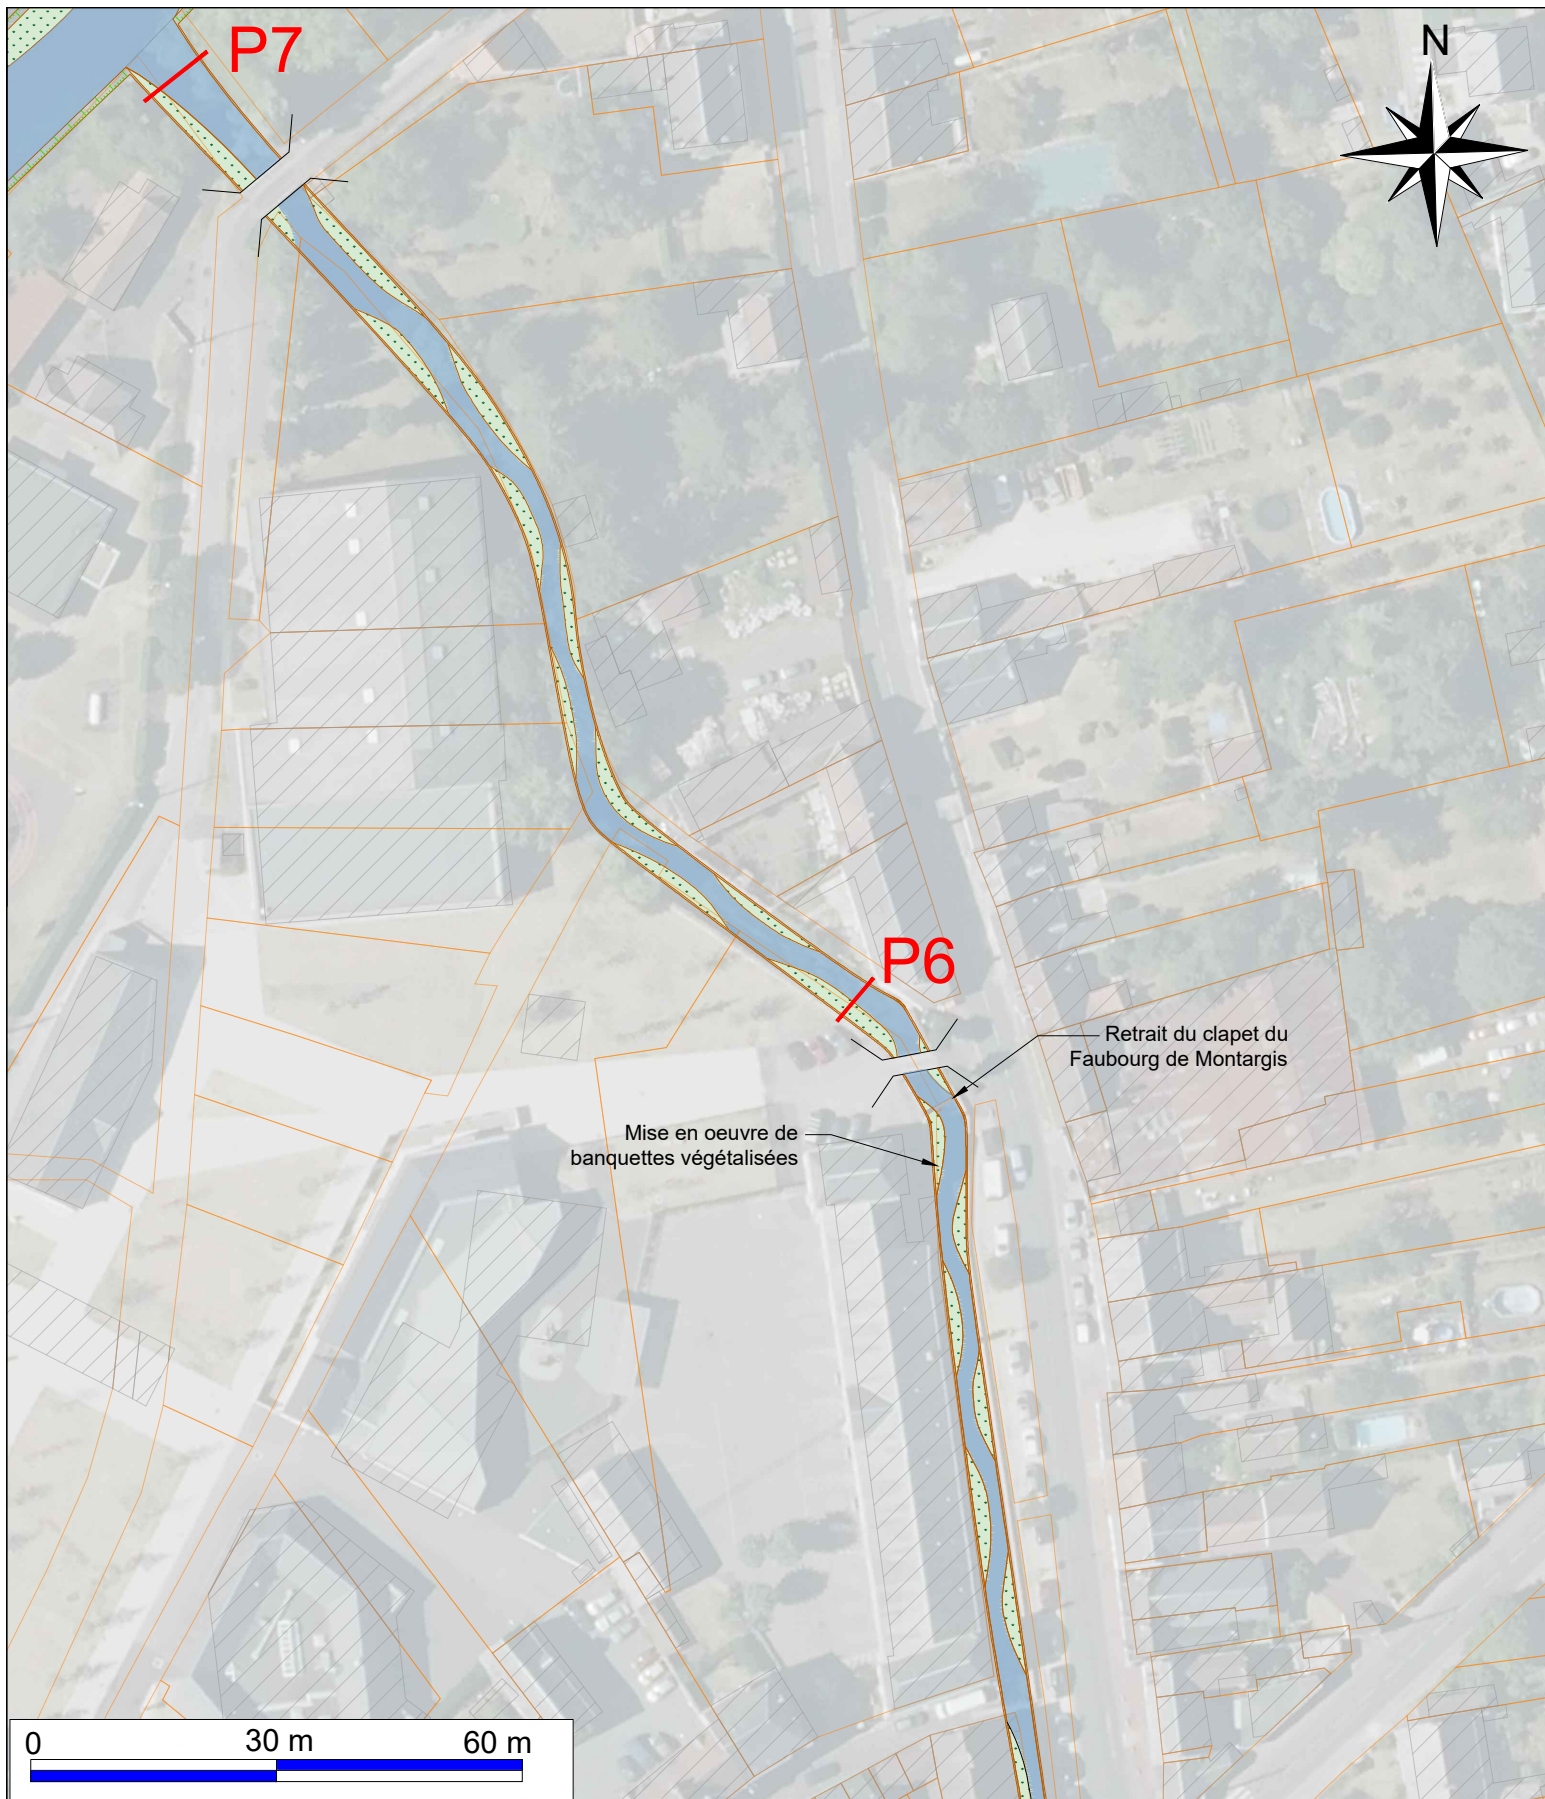 P7
N
P6
Retrait du clapet du
Faubourg de Montargis
Mise en oeuvre de
banquettes végétalisées
0 30 m 60 m